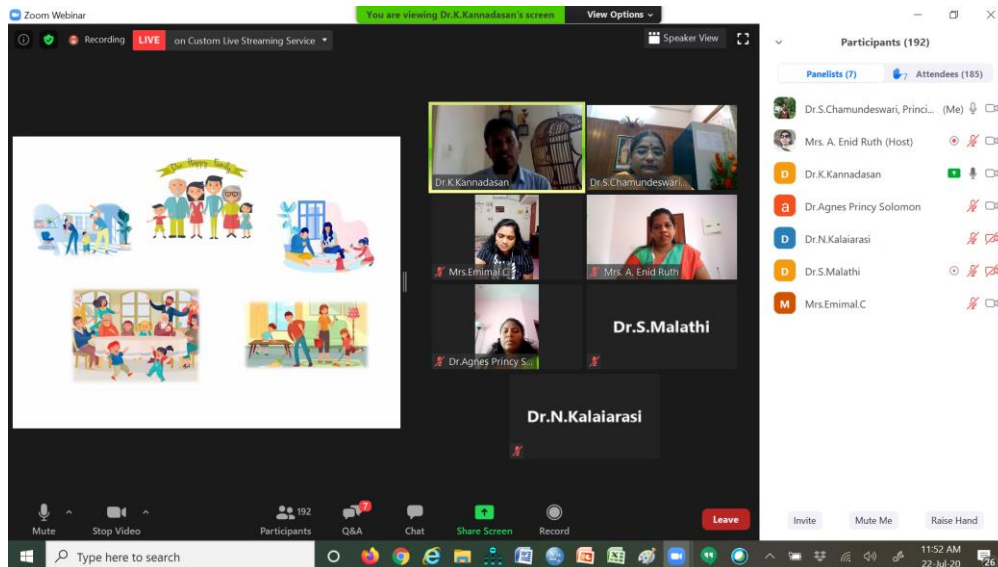 Zoom Webinar
You are viewing Dr.K.Kannadasan's screen
View Options
Recording
LIVE
on Custom Live Streaming Service
Speaker View
Our Happy Family
Dr.K.Kannadasan
Dr.S.Chamundeswari...
Mrs.Emimal.C
Mrs. A. Enid Ruth
Dr.Agnes Princy S...
Dr.S.Malathi
Dr.N.Kalaiarasi
Participants (192)
Panelists (7)
7
Attendees (185)
Dr.S.Chamundeswari, Princi... (Me)
Mrs. A. Enid Ruth (Host)
D
Dr.K.Kannadasan
a
Dr.Agnes Princy Solomon
D
Dr.N.Kalaiarasi
D
Dr.S.Malathi
M
Mrs.Emimal.C
Mute
Stop Video
192
Participants
7
Q&A
Chat
Share Screen
Record
Leave
Invite
Mute Me
Raise Hand
Type here to search
11:52 AM
22-Jul-20
26